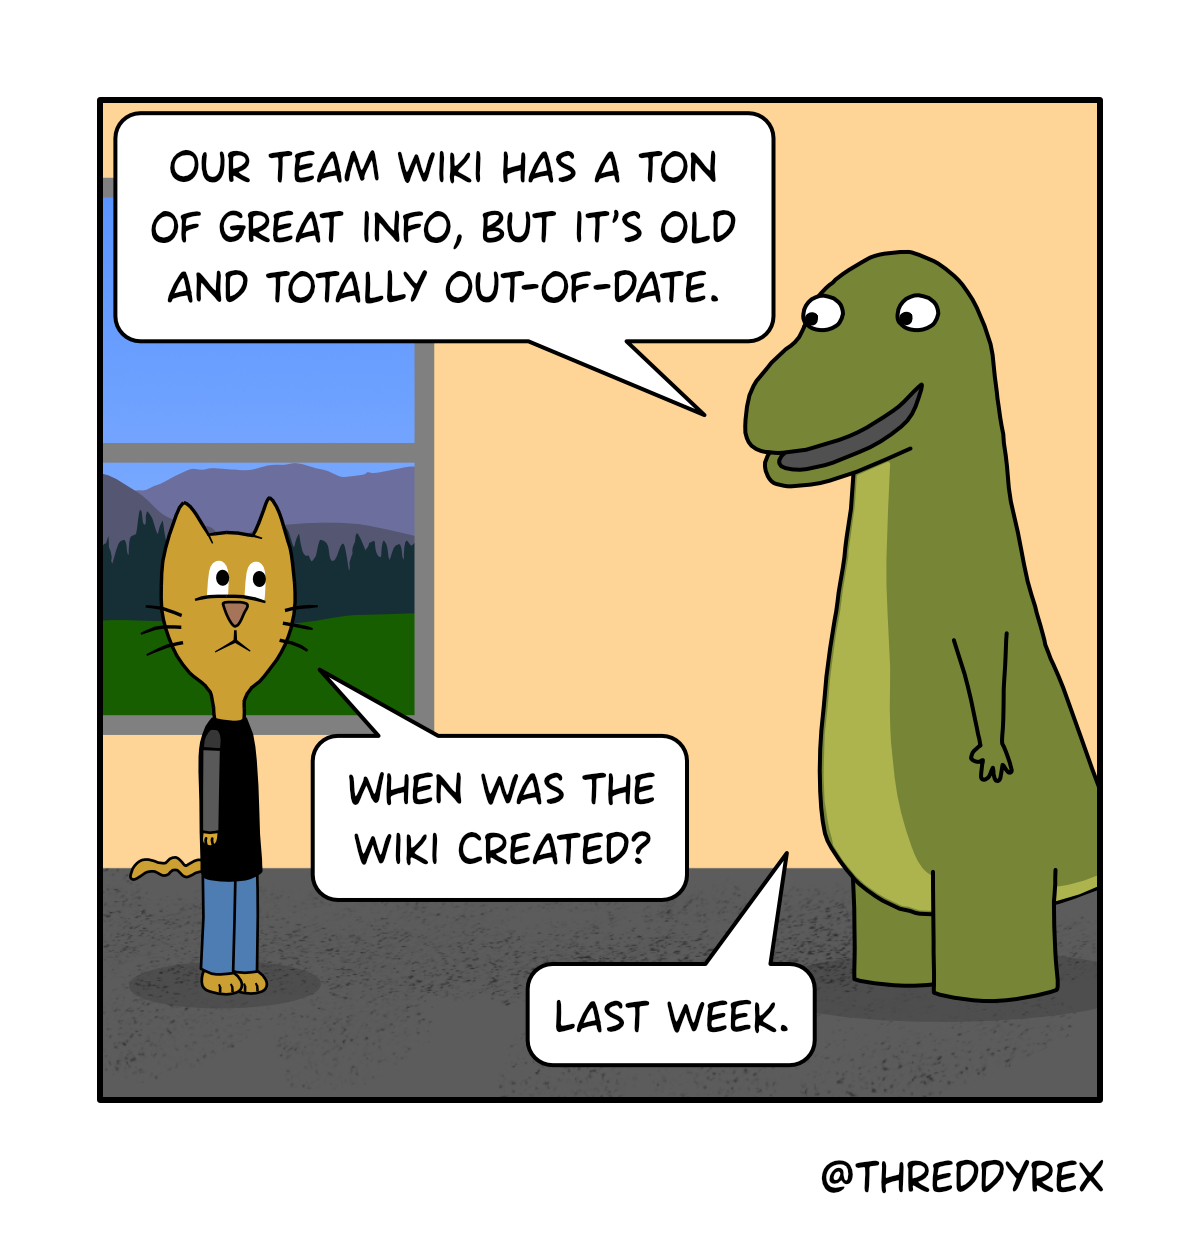 OUR TEAM WIKI HAS A TON
OF GREAT INFO, BUT IT'S OLD
AND TOTALLY OUT-OF-DATE.
WHEN WAS THE
WIKI CREATED?
LAST WEEK.
@THREDDYREX